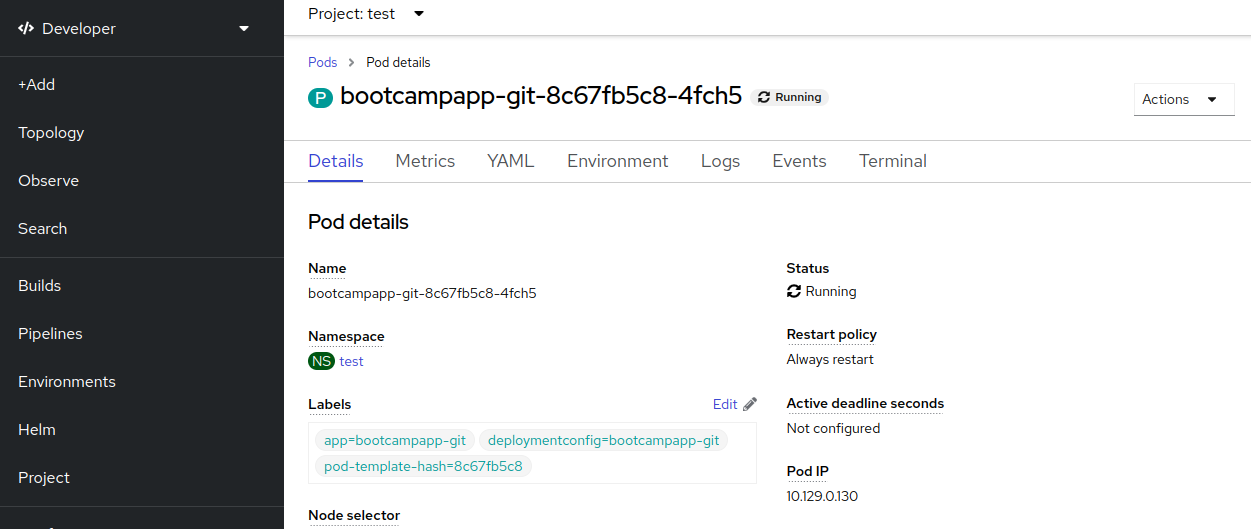 Developer
+Add
Topology
Observe
Search
Builds
Pipelines
Environments
Helm
Project
Project: test
Pods > Pod details
P bootcampapp-git-8c67fb5c8-4fch5 Running
Actions
Details Metrics YAML Environment Logs Events Terminal
Pod details
Name
bootcampapp-git-8c67fb5c8-4fch5
Namespace
NS test
Labels Edit
app=bootcampapp-git deploymentconfig=bootcampapp-git
pod-template-hash=8c67fb5c8
Node selector
Status
Running
Restart policy
Always restart
Active deadline seconds
Not configured
Pod IP
10.129.0.130